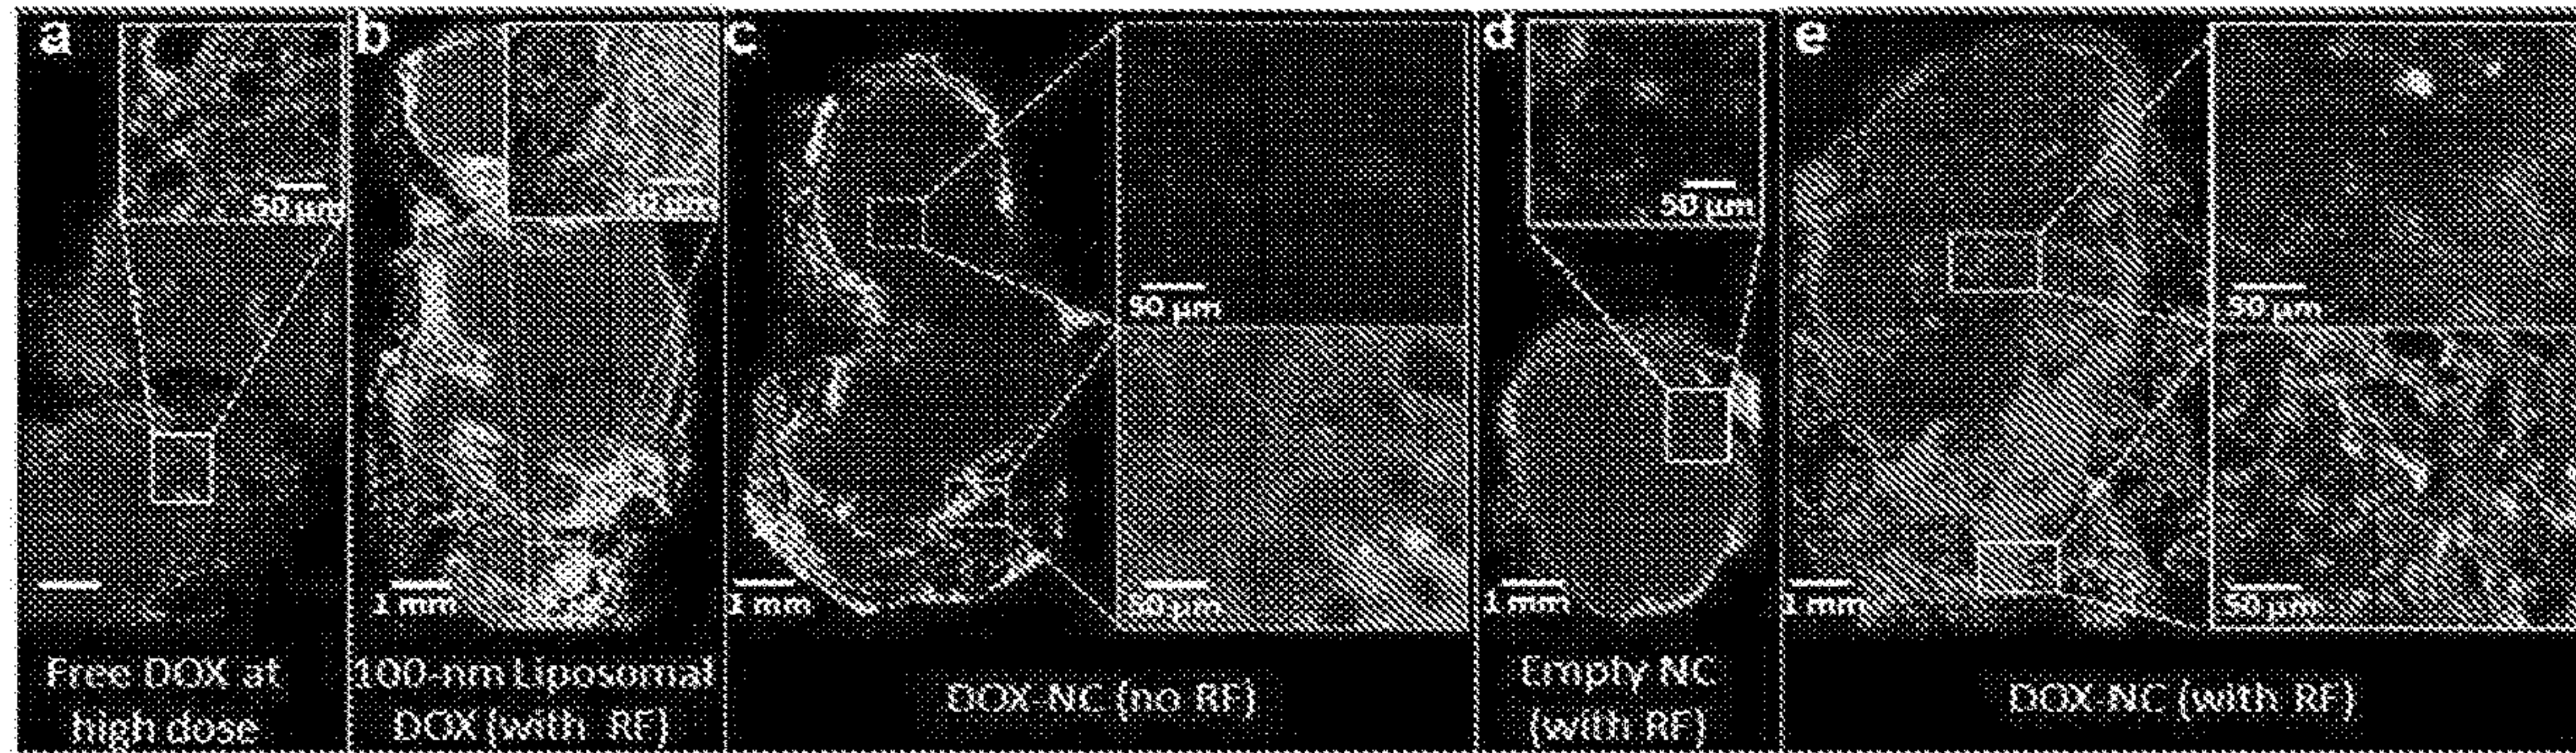 a
50 µm
Free DOX at
high dose
b
50 µm
1 mm
100-nm Liposomal
DOX (with RF)
c
50 µm
50 µm
1 mm
DOX-NC (no RF)
d
50 µm
1 mm
Empty NC
(with RF)
e
50 µm
50 µm
1 mm
DOX-NC (with RF)